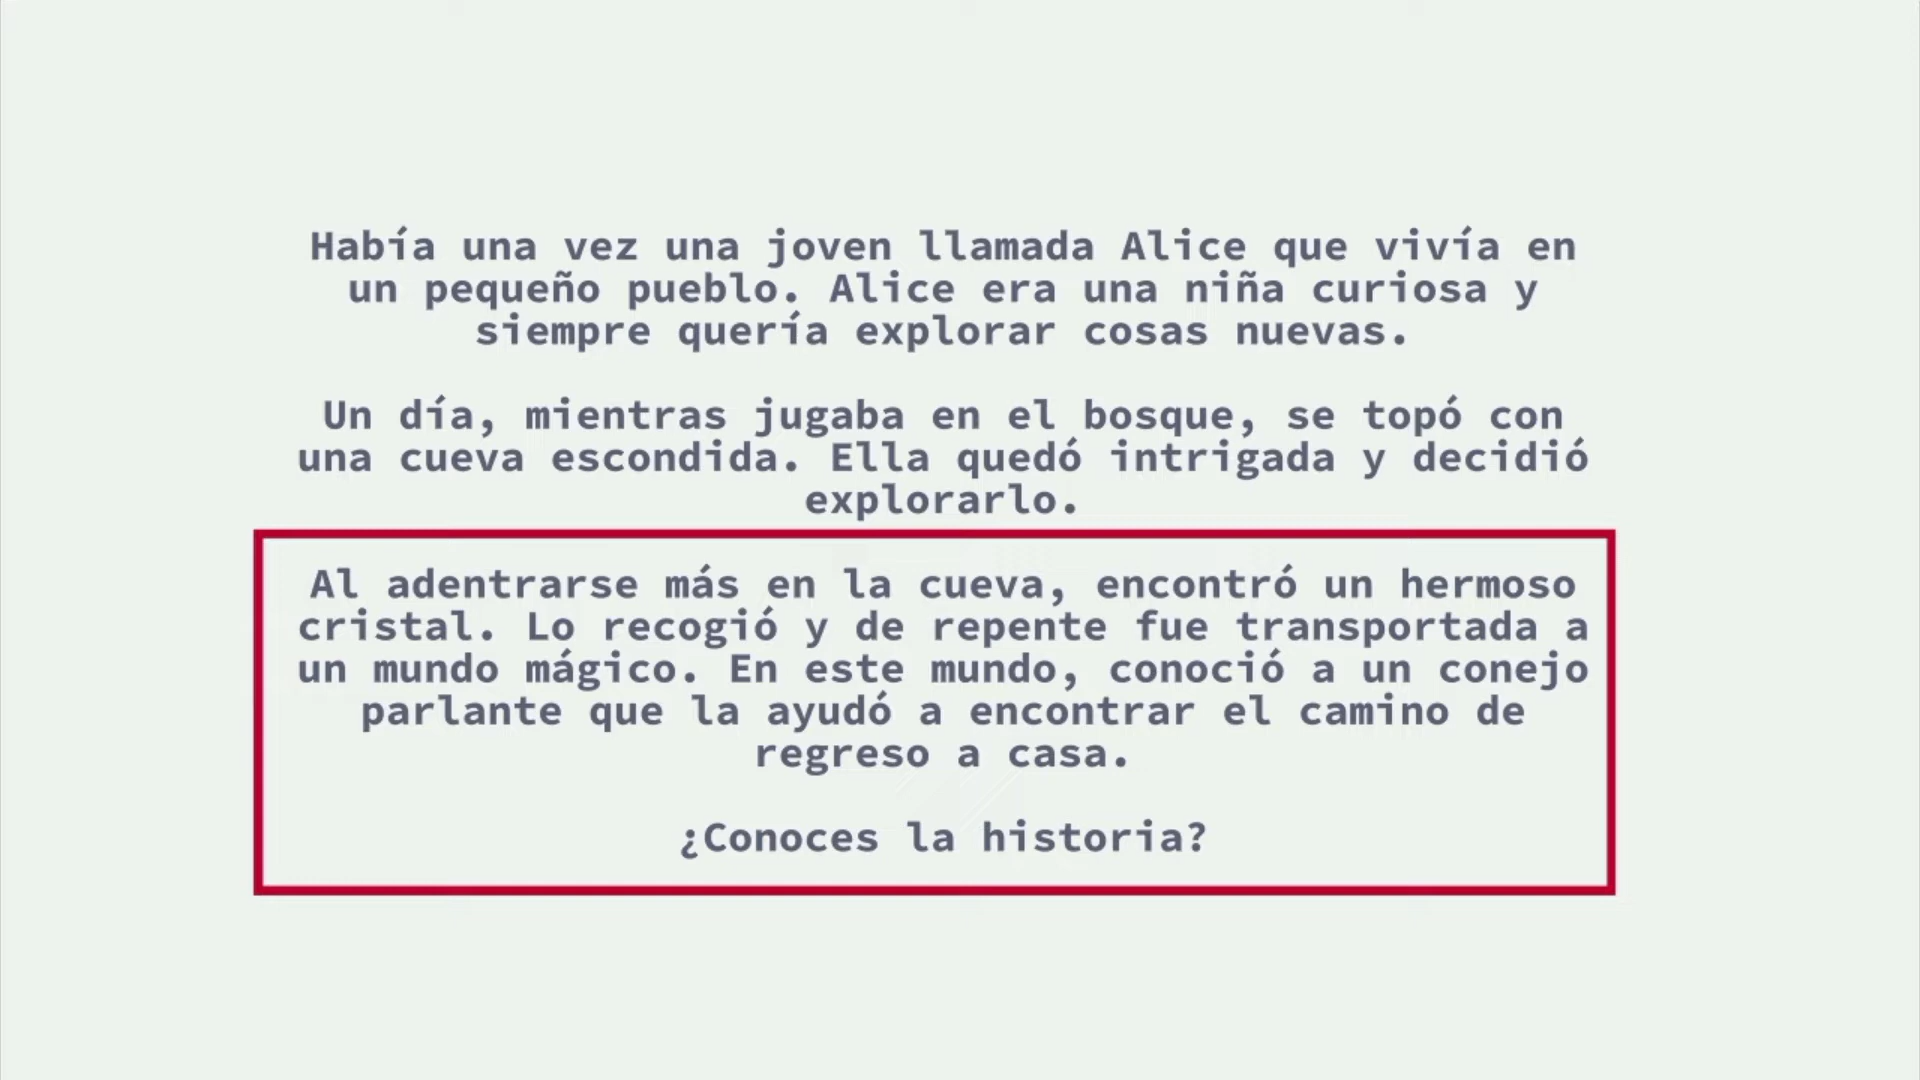 Había una vez una joven llamada Alice que vivía en
un pequeño pueblo. Alice era una niña curiosa y
siempre quería explorar cosas nuevas.
Un día, mientras jugaba en el bosque, se topó con
una cueva escondida. Ella quedó intrigada y decidió
explorarlo.
Al adentrarse más en la cueva, encontró un hermoso
cristal. Lo recogió y de repente fue transportada a
un mundo mágico. En este mundo, conoció a un conejo
parlante que la ayudó a encontrar el camino de
regreso a casa.
¿Conoces la historia?